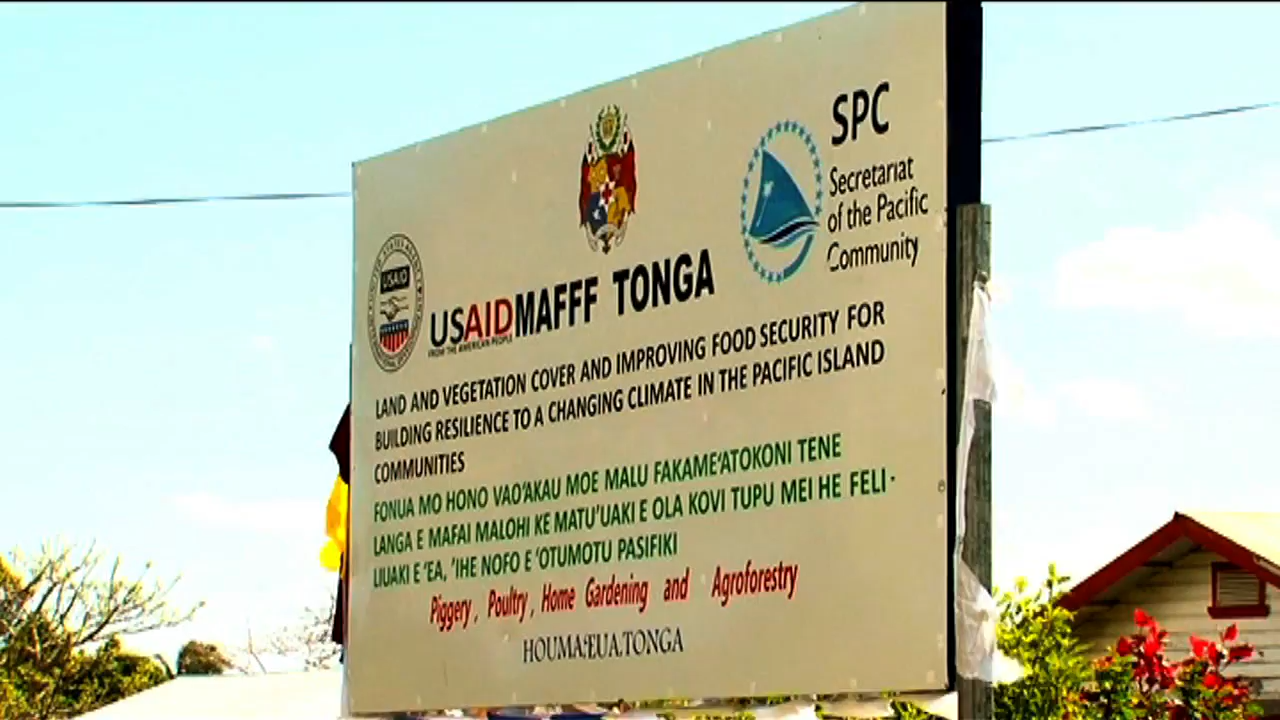 SPC
Secretariat
of the Pacific
Community
USAID
USAID MAFFF TONGA
FROM THE AMERICAN PEOPLE
LAND AND VEGETATION COVER AND IMPROVING FOOD SECURITY FOR
BUILDING RESILIENCE TO A CHANGING CLIMATE IN THE PACIFIC ISLAND
COMMUNITIES
FONUA MO HONO VAO'AKAU MOE MALU FAKAME'ATOKONI TENE
LANGA E MAFAI MALOHI KE MATU'UAKI E OLA KOVI TUPU MEI HE FELI-
LIUAKI E 'EA, 'IHE NOFO E 'OTUMOTU PASIFIKI
Piggery, Poultry, Home Gardening and Agroforestry
HOUMA'EUA.TONGA